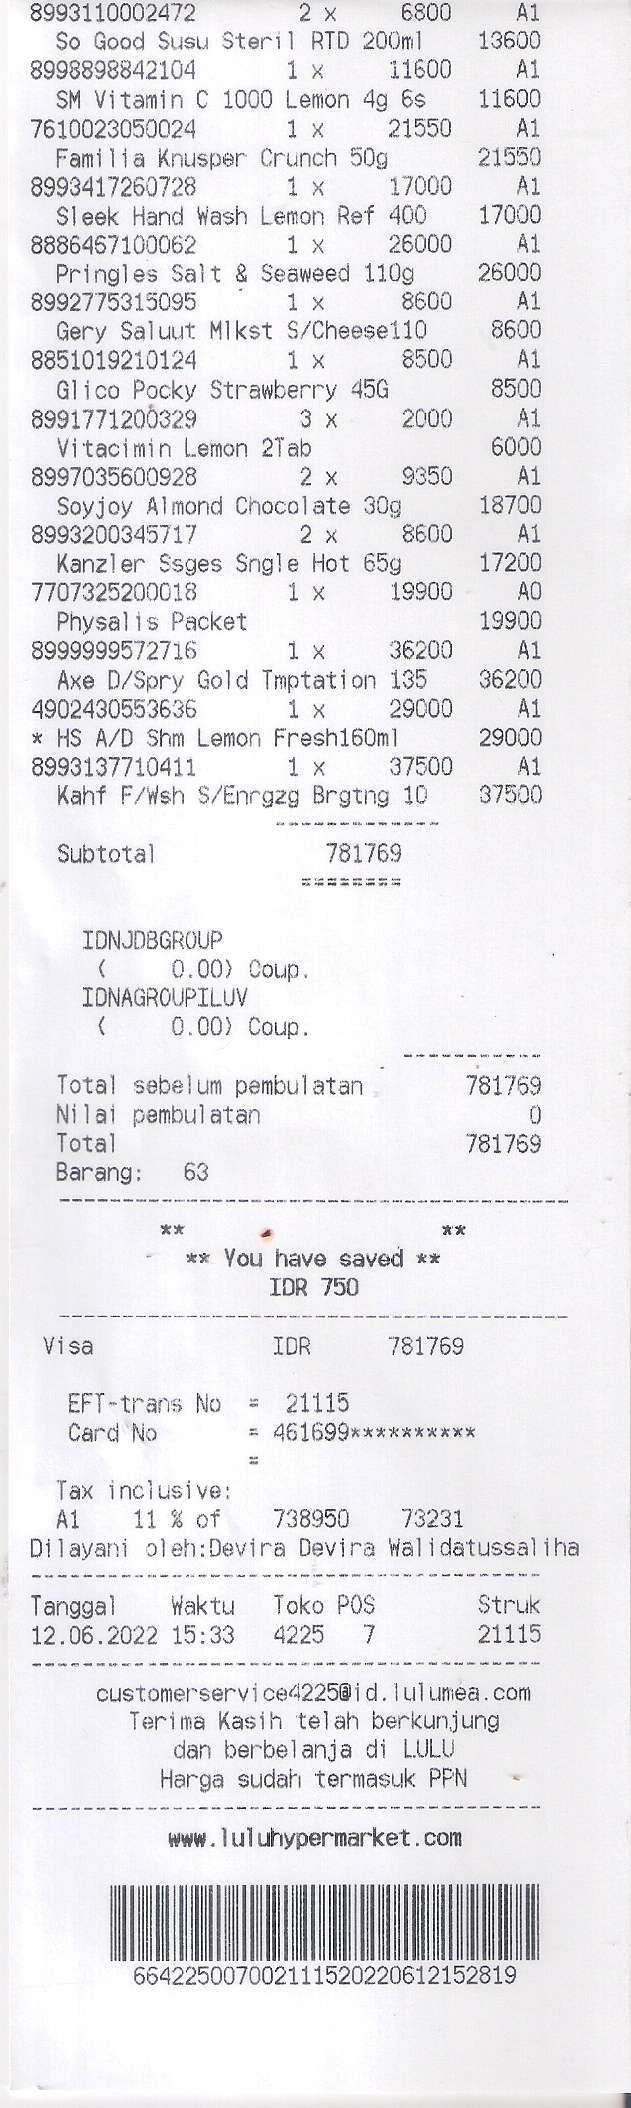 8993110002472 2 x 6800 A1
So Good Susu Steril RTD 200ml 13600
8998898842104 1 x 11600 A1
SM Vitamin C 1000 Lemon 4g 6s 11600
7610023050024 1 x 21550 A1
Familia Knusper Crunch 50g 21550
8993417260728 1 x 17000 A1
Sleek Hand Wash Lemon Ref 400 17000
8886467100062 1 x 26000 A1
Pringles Salt & Seaweed 110g 26000
8992775315095 1 x 8600 A1
Gery Saluut Mlkst S/Cheese110 8600
8851019210124 1 x 8500 A1
Glico Pocky Strawberry 45G 8500
8991771200329 3 x 2000 A1
Vitacimin Lemon 2Tab 6000
8997035600928 2 x 9350 A1
Soyjoy Almond Chocolate 30g 18700
8993200345717 2 x 8600 A1
Kanzler Ssges Sngle Hot 65g 17200
7707325200018 1 x 19900 A0
Physalis Packet 19900
8999999572716 1 x 36200 A1
Axe D/Spry Gold Tmptation 135 36200
4902430553636 1 x 29000 A1
* HS A/D Shm Lemon Fresh160ml 29000
8993137710411 1 x 37500 A1
Kahf F/Wsh S/Enrgzg Brgtng 10 37500
Subtotal 781769
IDNJDBGROUP
( 0.00) Coup.
IDNAGROUPILUV
( 0.00) Coup.
Total sebelum pembulatan 781769
Nilai pembulatan 0
Total 781769
Barang: 63
** **
** You have saved **
IDR 750
Visa IDR 781769
EFT-trans No = 21115
Card No = 461699**********
=
Tax inclusive:
A1 11 % of 738950 73231
Dilayani oleh:Devira Devira Walidatussaliha
Tanggal Waktu Toko POS Struk
12.06.2022 15:33 4225 7 21115
customerservice4225@id.lulumea.com
Terima Kasih telah berkunjung
dan berbelanja di LULU
Harga sudah termasuk PPN
www.luluhypermarket.com
664225007002111520220612152819